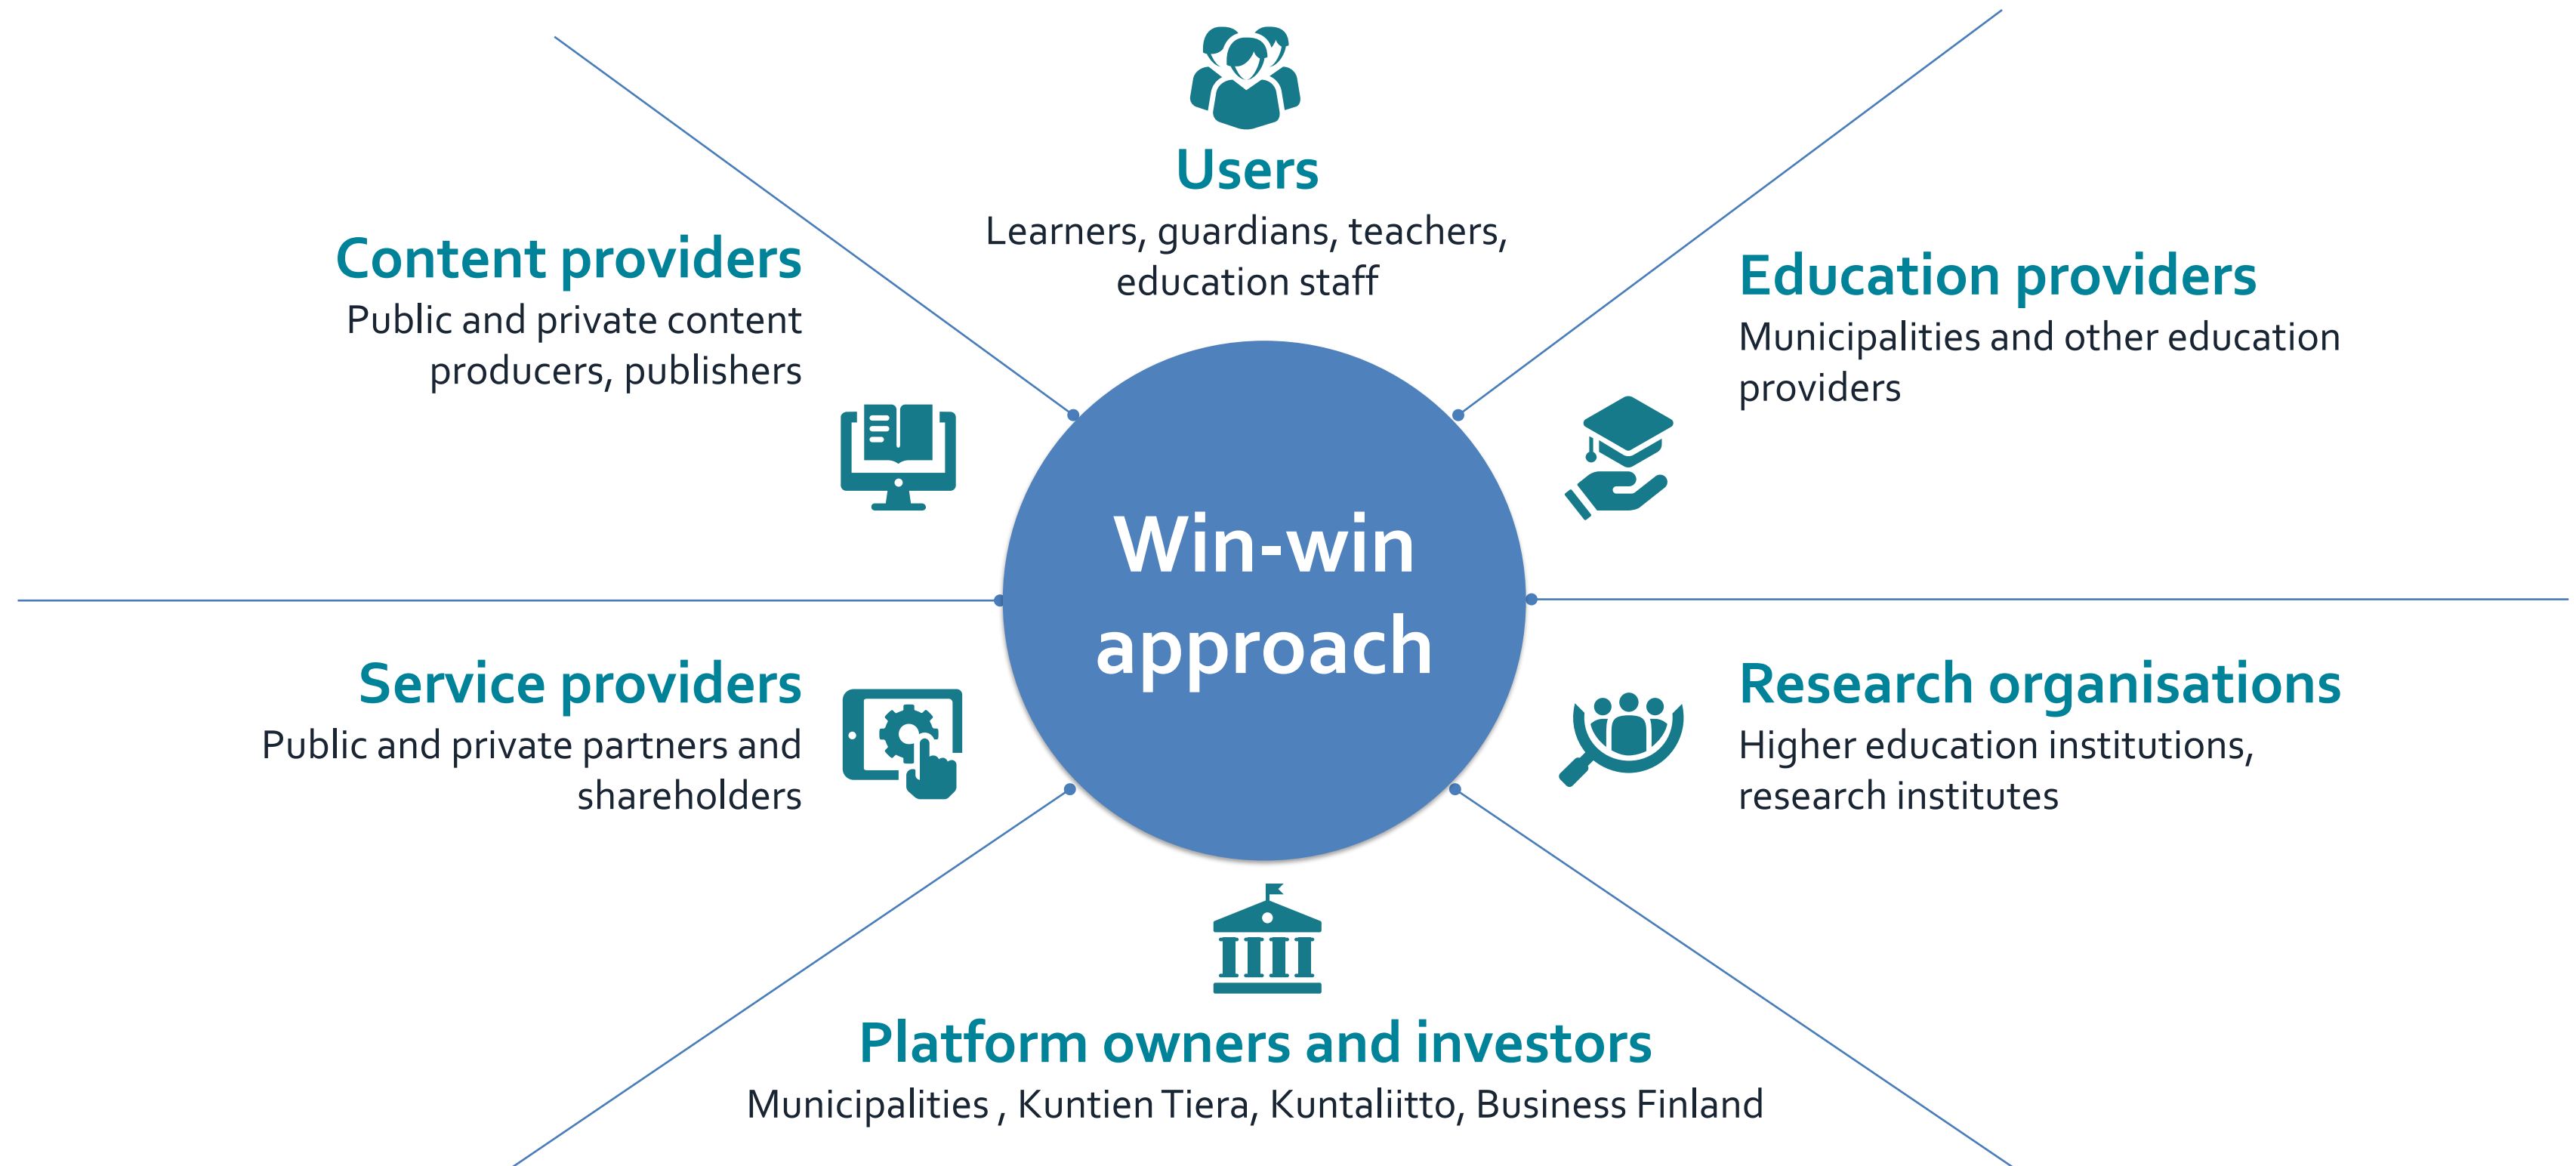 Users
Learners, guardians, teachers,
education staff
Content providers
Public and private content
producers, publishers
Education providers
Municipalities and other education
providers
Win-win
approach
Service providers
Public and private partners and
shareholders
Research organisations
Higher education institutions,
research institutes
Platform owners and investors
Municipalities , Kuntien Tiera, Kuntaliitto, Business Finland